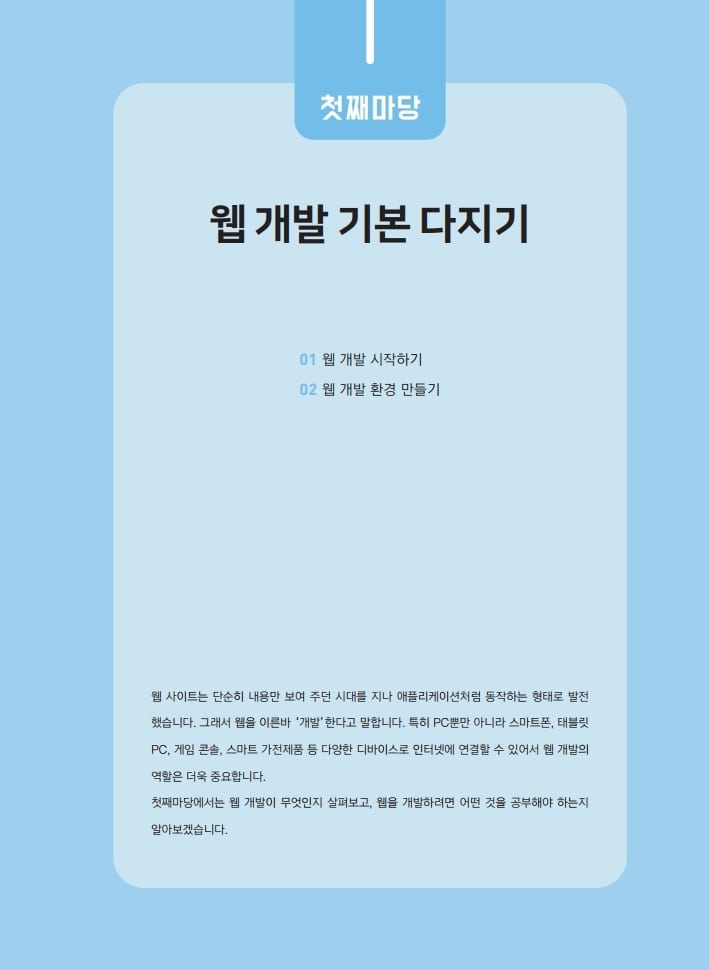 첫째마당
웹 개발 기본 다지기
01 웹 개발 시작하기
02 웹 개발 환경 만들기
웹 사이트는 단순히 내용만 보여 주던 시대를 지나 애플리케이션처럼 동작하는 형태로 발전
했습니다. 그래서 웹을 이른바 ‘개발’한다고 말합니다. 특히 PC뿐만 아니라 스마트폰, 태블릿
PC, 게임 콘솔, 스마트 가전제품 등 다양한 디바이스로 인터넷에 연결할 수 있어서 웹 개발의
역할은 더욱 중요합니다.
첫째마당에서는 웹 개발이 무엇인지 살펴보고, 웹을 개발하려면 어떤 것을 공부해야 하는지
알아보겠습니다.